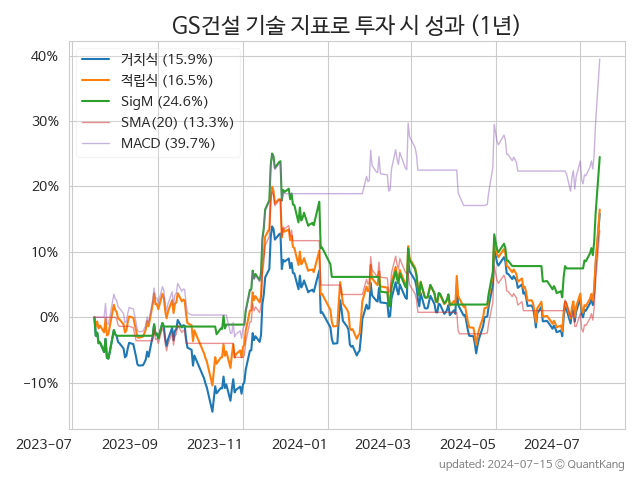 GS건설 기술 지표로 투자 시 성과 (1년)
40%
30%
20%
10%
0%
−10%
거치식 (15.9%)
적립식 (16.5%)
SigM (24.6%)
SMA(20) (13.3%)
MACD (39.7%)
2023-07
2023-09
2023-11
2024-01
2024-03
2024-05
2024-07
updated: 2024-07-15 © QuantKang